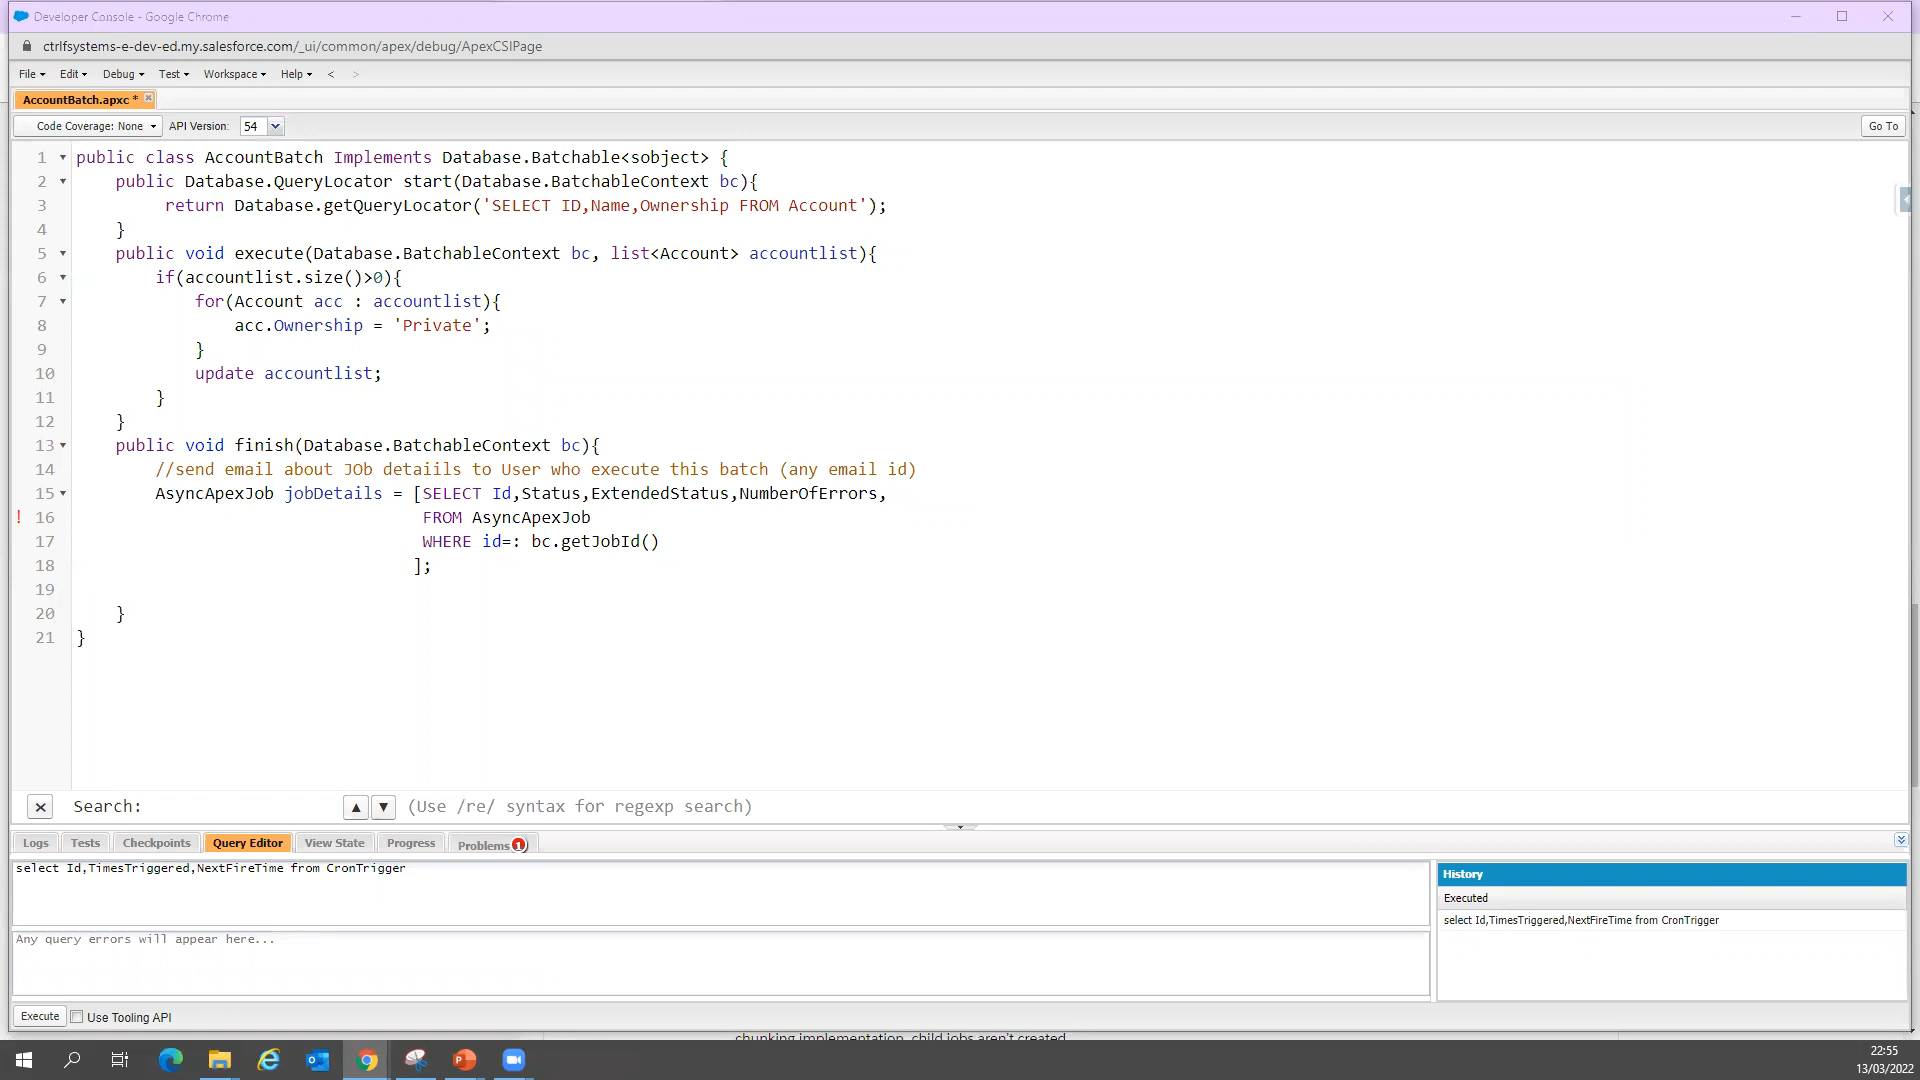 Developer Console - Google Chrome
ctrlfsystems-e-dev-ed.my.salesforce.com/_ui/common/apex/debug/ApexCSIPage
File Edit Debug Test Workspace Help < >
AccountBatch.apxc *
Code Coverage: None API Version: 54 Go To
1 public class AccountBatch Implements Database.Batchable<sobject> {
2 public Database.QueryLocator start(Database.BatchableContext bc){
3 return Database.getQueryLocator('SELECT ID,Name,Ownership FROM Account');
4 }
5 public void execute(Database.BatchableContext bc, list<Account> accountlist){
6 if(accountlist.size()>0){
7 for(Account acc : accountlist){
8 acc.Ownership = 'Private';
9 }
10 update accountlist;
11 }
12 }
13 public void finish(Database.BatchableContext bc){
14 //send email about JOb detaiils to User who execute this batch (any email id)
15 AsyncApexJob jobDetails = [SELECT Id,Status,ExtendedStatus,NumberOfErrors,
! 16 FROM AsyncApexJob
17 WHERE id=: bc.getJobId()
18 ];
19
20 }
21 }
Search: (Use /re/ syntax for regexp search)
Logs Tests Checkpoints Query Editor View State Progress Problems 1
select Id,TimesTriggered,NextFireTime from CronTrigger
Any query errors will appear here...
History
Executed
select Id,TimesTriggered,NextFireTime from CronTrigger
Execute Use Tooling API
chunking implementation, child jobs aren't created
22:55
13/03/2022